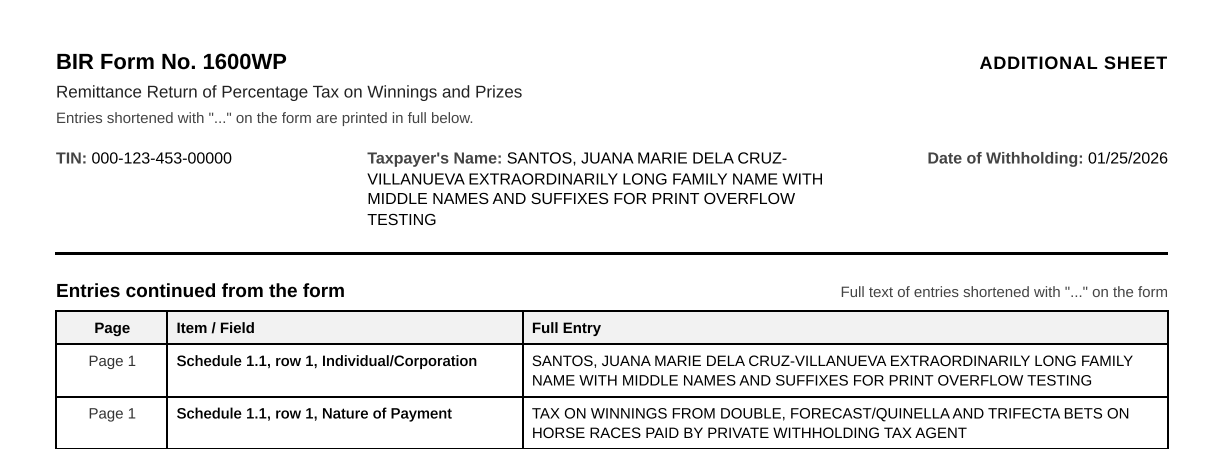 BIR Form No. 1600WP
ADDITIONAL SHEET
Remittance Return of Percentage Tax on Winnings and Prizes
Entries shortened with "..." on the form are printed in full below.
TIN: 000-123-453-00000
Taxpayer's Name: SANTOS, JUANA MARIE DELA CRUZ-
VILLANUEVA EXTRAORDINARILY LONG FAMILY NAME WITH
MIDDLE NAMES AND SUFFIXES FOR PRINT OVERFLOW
TESTING
Date of Withholding: 01/25/2026
Entries continued from the form
Full text of entries shortened with "..." on the form
Page
Item / Field
Full Entry
Page 1
Schedule 1.1, row 1, Individual/Corporation
SANTOS, JUANA MARIE DELA CRUZ-VILLANUEVA EXTRAORDINARILY LONG FAMILY
NAME WITH MIDDLE NAMES AND SUFFIXES FOR PRINT OVERFLOW TESTING
Page 1
Schedule 1.1, row 1, Nature of Payment
TAX ON WINNINGS FROM DOUBLE, FORECAST/QUINELLA AND TRIFECTA BETS ON
HORSE RACES PAID BY PRIVATE WITHHOLDING TAX AGENT